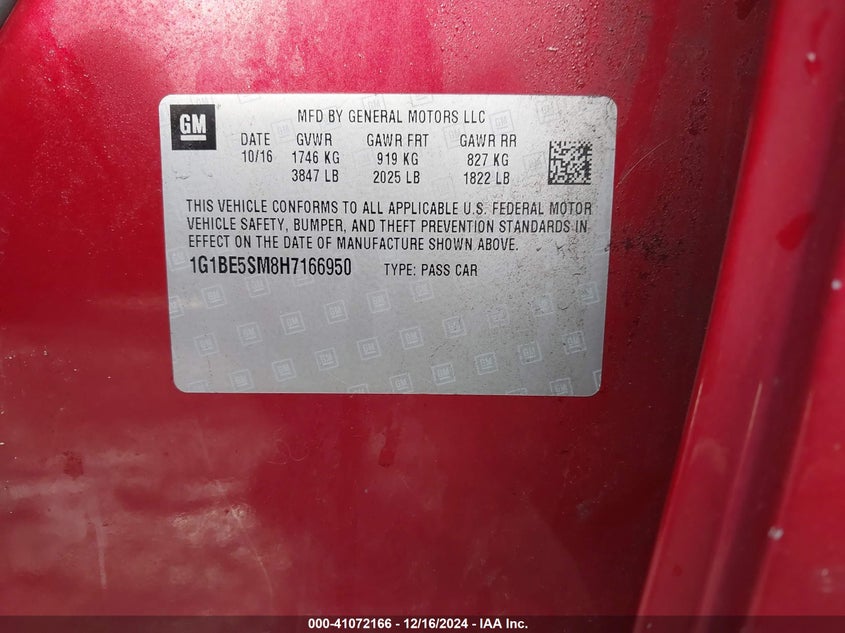 GM
MFD BY GENERAL MOTORS LLC
DATE GVWR GAWR FRT GAWR RR
10/16 1746 KG 919 KG 827 KG
3847 LB 2025 LB 1822 LB
THIS VEHICLE CONFORMS TO ALL APPLICABLE U.S. FEDERAL MOTOR
VEHICLE SAFETY, BUMPER, AND THEFT PREVENTION STANDARDS IN
EFFECT ON THE DATE OF MANUFACTURE SHOWN ABOVE.
1G1BE5SM8H7166950 TYPE: PASS CAR
000-41072166 - 12/16/2024 - IAA Inc.